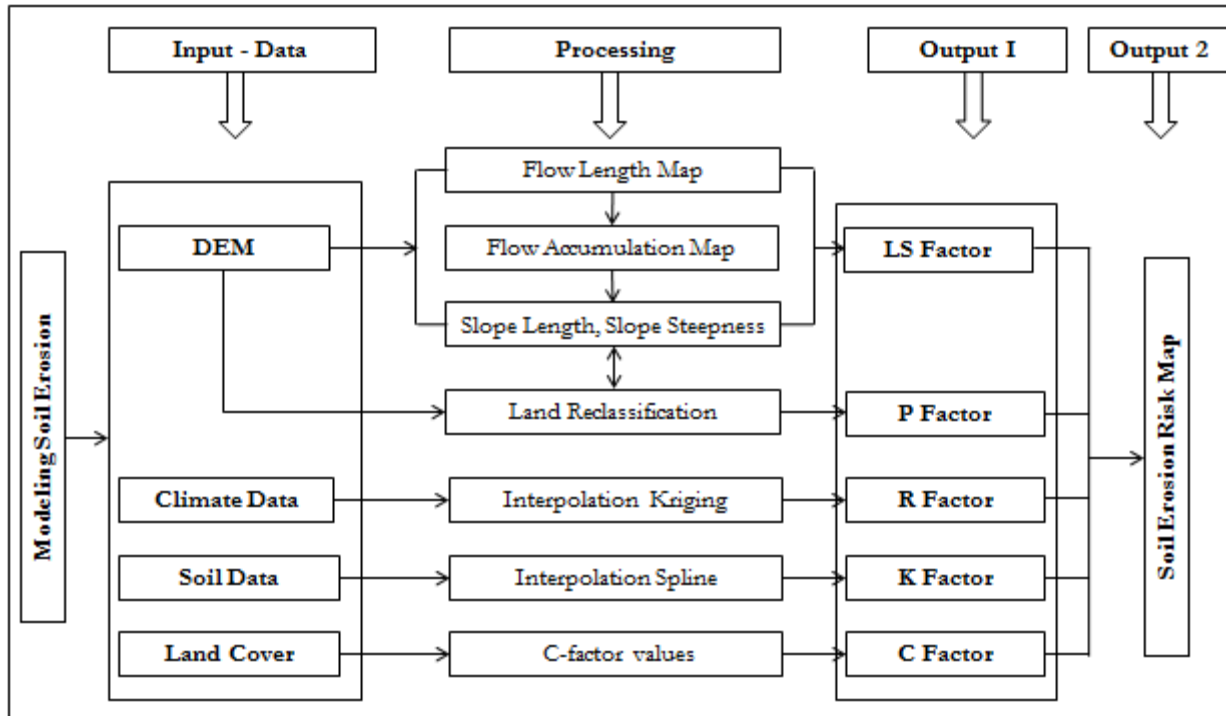 Input - Data
Processing
Output I
Output 2
Modeling Soil Erosion
DEM
Flow Length Map
Flow Accumulation Map
Slope Length, Slope Steepness
LS Factor
Land Reclassification
P Factor
Climate Data
Interpolation Kriging
R Factor
Soil Data
Interpolation Spline
K Factor
Land Cover
C-factor values
C Factor
Soil Erosion Risk Map